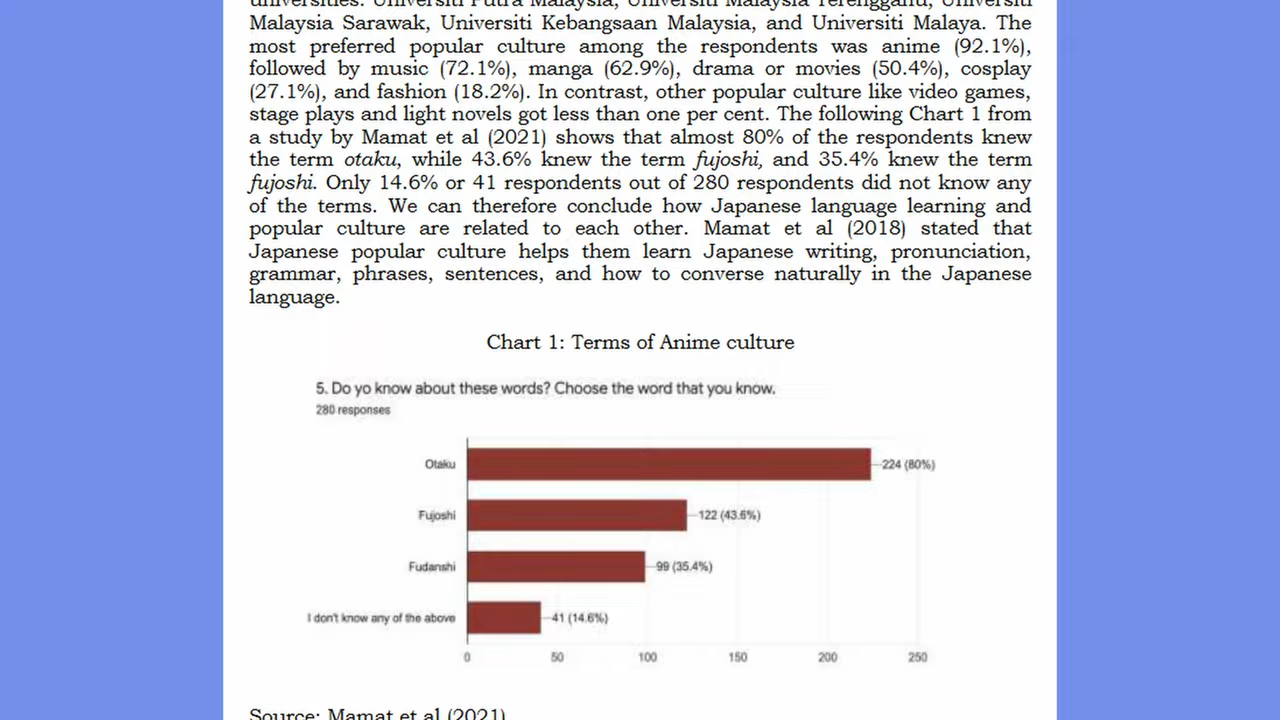 universities: Universiti Putra Malaysia, Universiti Malaysia Terengganu, Universiti
Malaysia Sarawak, Universiti Kebangsaan Malaysia, and Universiti Malaya. The
most preferred popular culture among the respondents was anime (92.1%),
followed by music (72.1%), manga (62.9%), drama or movies (50.4%), cosplay
(27.1%), and fashion (18.2%). In contrast, other popular culture like video games,
stage plays and light novels got less than one per cent. The following Chart 1 from
a study by Mamat et al (2021) shows that almost 80% of the respondents knew
the term otaku, while 43.6% knew the term fujoshi, and 35.4% knew the term
fujoshi. Only 14.6% or 41 respondents out of 280 respondents did not know any
of the terms. We can therefore conclude how Japanese language learning and
popular culture are related to each other. Mamat et al (2018) stated that
Japanese popular culture helps them learn Japanese writing, pronunciation,
grammar, phrases, sentences, and how to converse naturally in the Japanese
language.
Chart 1: Terms of Anime culture
5. Do yo know about these words? Choose the word that you know.
280 responses
Otaku 224 (80%)
Fujoshi 122 (43.6%)
Fudanshi 99 (35.4%)
I don't know any of the above 41 (14.6%)
0 50 100 150 200 250
Source: Mamat et al (2021)